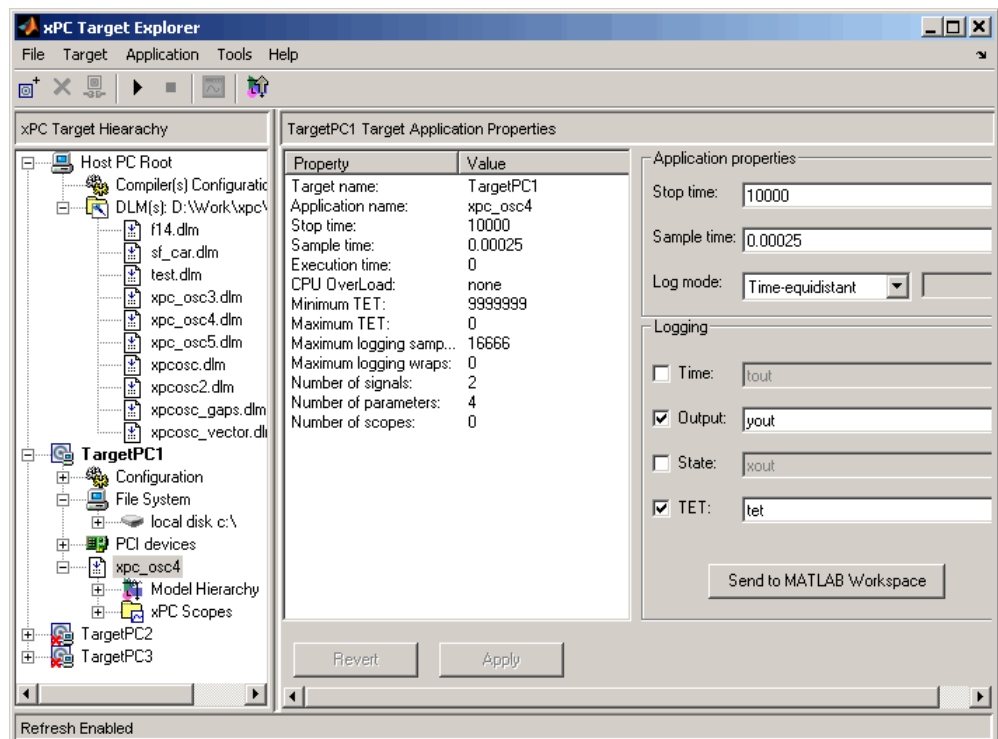 xPC Target Explorer
File Target Application Tools Help
xPC Target Hiearachy
Host PC Root
Compiler(s) Configuratic
DLM(s): D:\Work\xpc\
f14.dlm
sf_car.dlm
test.dlm
xpc_osc3.dlm
xpc_osc4.dlm
xpc_osc5.dlm
xpcosc.dlm
xpcosc2.dlm
xpcosc_gaps.dlm
xpcosc_vector.dl
TargetPC1
Configuration
File System
local disk c:\
PCI devices
xpc_osc4
Model Hierarchy
xPC Scopes
TargetPC2
TargetPC3
TargetPC1 Target Application Properties
Property Value
Target name: TargetPC1
Application name: xpc_osc4
Stop time: 10000
Sample time: 0.00025
Execution time: 0
CPU OverLoad: none
Minimum TET: 9999999
Maximum TET: 0
Maximum logging samp... 16666
Maximum logging wraps: 0
Number of signals: 2
Number of parameters: 4
Number of scopes: 0
Application properties
Stop time: 10000
Sample time: 0.00025
Log mode: Time-equidistant
Logging
Time: tout
Output: yout
State: xout
TET: tet
Send to MATLAB Workspace
Revert Apply
Refresh Enabled